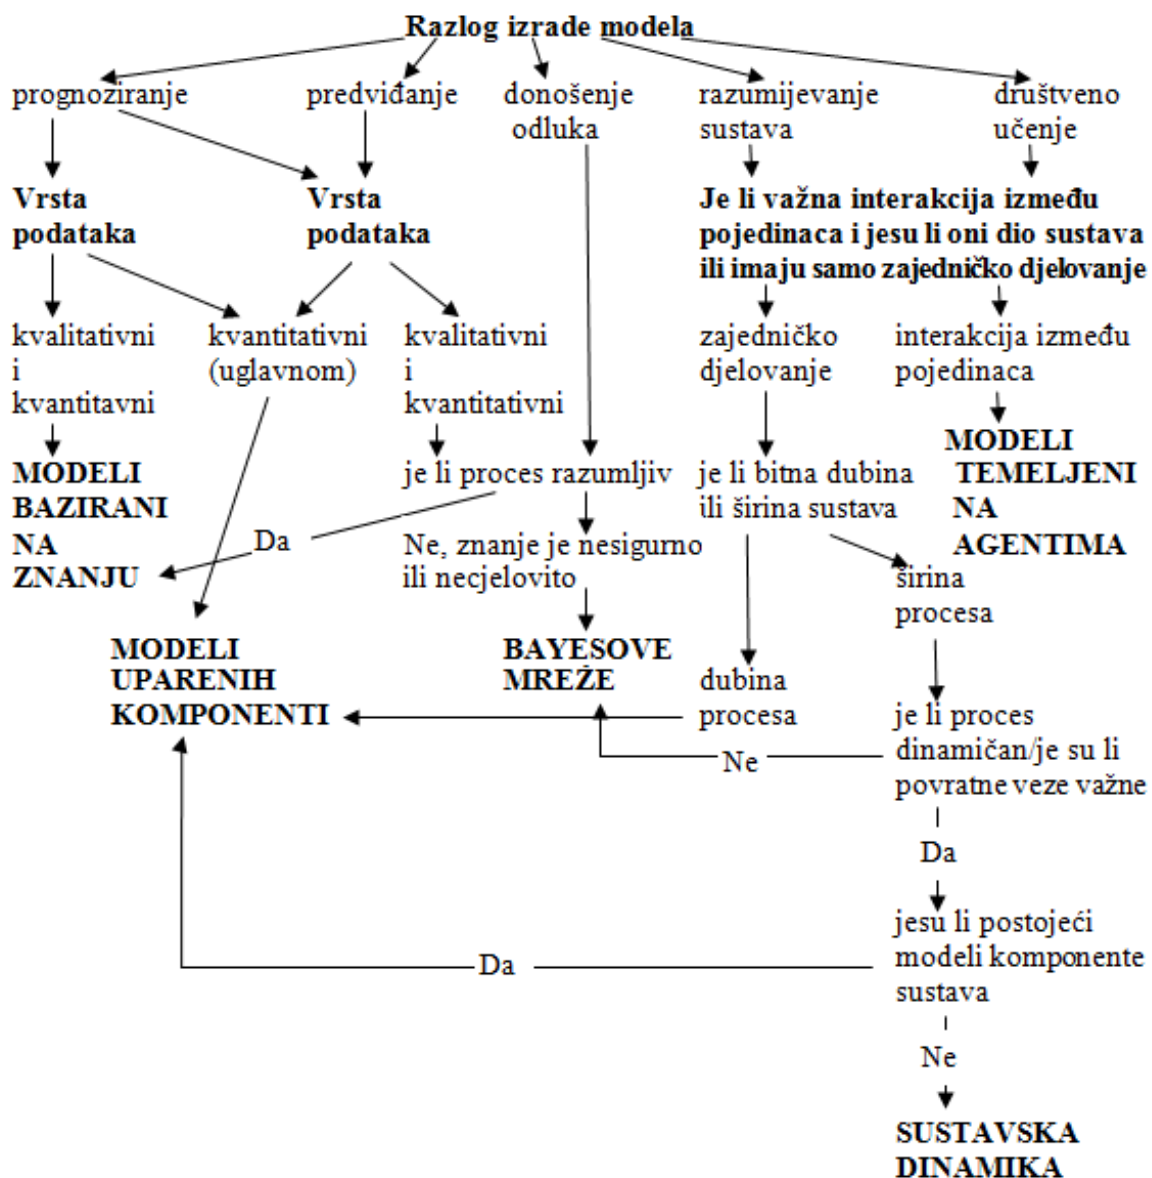 Razlog izrade modela
prognoziranje
predviđanje
donošenje
odluka
razumijevanje
sustava
društveno
učenje
Vrsta
podataka
Vrsta
podataka
Je li važna interakcija između
pojedinaca i jesu li oni dio sustava
ili imaju samo zajedničko djelovanje
kvalitativni
i
kvantitavni
kvantitativni
(uglavnom)
kvalitativni
i
kvantitativni
zajedničko
djelovanje
interakcija između
pojedinaca
MODELI
BAZIRANI
NA
ZNANJU
je li proces razumljiv
je li bitna dubina
ili širina sustava
MODELI
TEMELJENI
NA
AGENTIMA
Da
Ne, znanje je nesigurno
ili necjelovito
širina
procesa
MODELI
UPARENIH
KOMPONENTI
BAYESOVE
MREŽE
dubina
procesa
je li proces
dinamičan/je su li
povratne veze važne
Ne
Da
jesu li postojeći
modeli komponente
sustava
Da
Ne
SUSTAVSKA
DINAMIKA